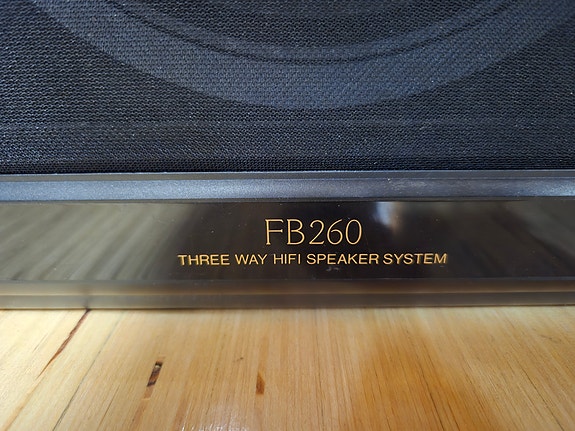 FB260
THREE WAY HIFI SPEAKER SYSTEM